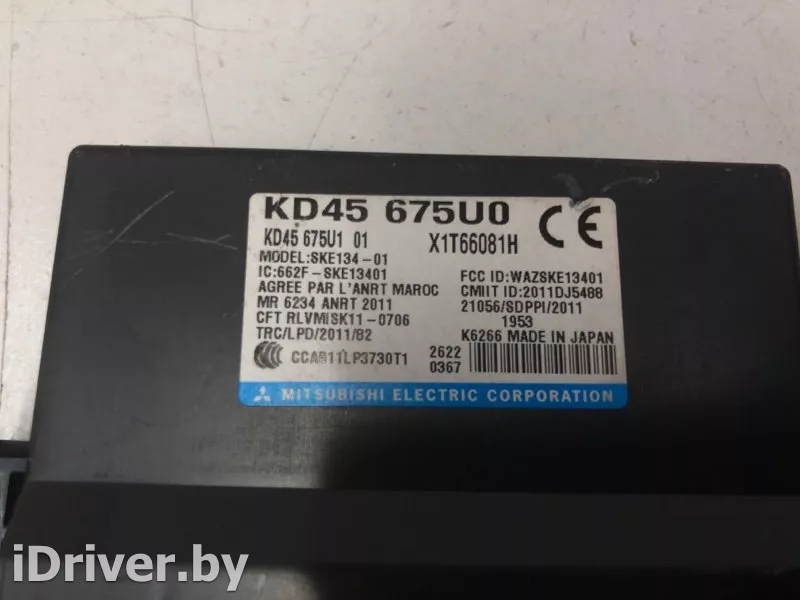 KD45 675U0
KD45 675U1 01 X1T66081H
CE
MODEL:SKE134-01
IC:662F-SKE13401 FCC ID:WAZSKE13401
AGREE PAR L'ANRT MAROC CMIIT ID:2011DJ5488
MR 6234 ANRT 2011 21056/SDPPI/2011
CFT RLVMISK11-0706 1953
TRC/LPD/2011/82 K6266 MADE IN JAPAN
CCC CCAB11LP3730T1 2622
0367
MITSUBISHI ELECTRIC CORPORATION
iDriver.by